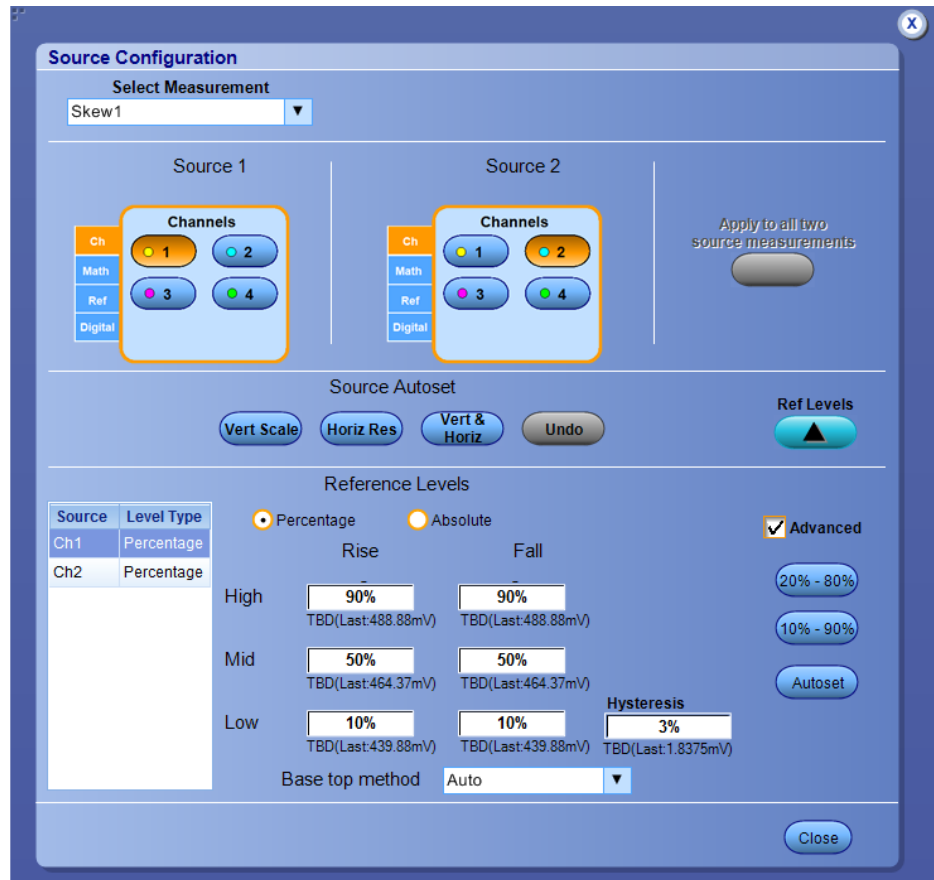 X
Source Configuration
Select Measurement
Skew1
Source 1
Source 2
Channels
Ch
Math
Ref
Digital
1
2
3
4
Channels
Ch
Math
Ref
Digital
1
2
3
4
Apply to all two
source measurements
Source Autoset
Vert Scale
Horiz Res
Vert &
Horiz
Undo
Ref Levels
Reference Levels
Source Level Type
Ch1 Percentage
Ch2 Percentage
Percentage
Absolute
Advanced
Rise
Fall
High
90%
90%
TBD(Last:488.88mV)
TBD(Last:488.88mV)
Mid
50%
50%
TBD(Last:464.37mV)
TBD(Last:464.37mV)
Low
10%
10%
TBD(Last:439.88mV)
TBD(Last:439.88mV)
Hysteresis
3%
TBD(Last:1.8375mV)
20% - 80%
10% - 90%
Autoset
Base top method
Auto
Close